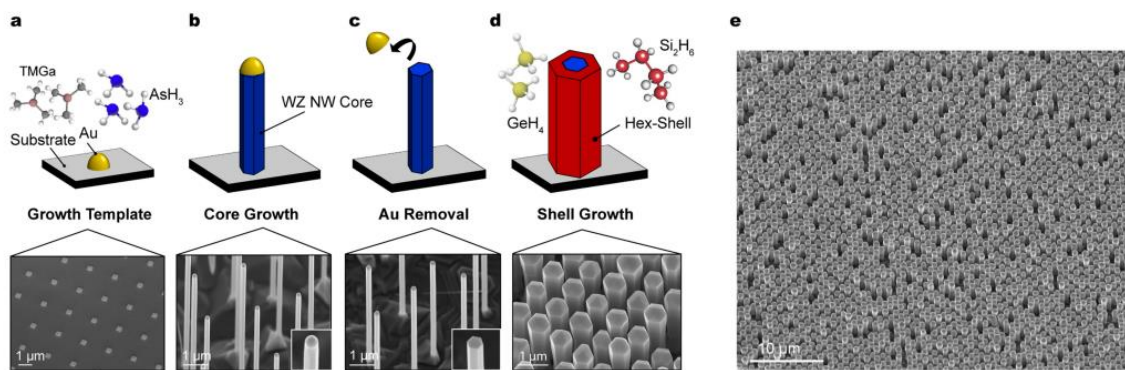 a
TMGa
AsH₃
Substrate
Au
Growth Template
1 μm
b
WZ NW Core
Core Growth
1 μm
c
Au Removal
1 μm
d
Si₂H₆
GeH₄
Hex-Shell
Shell Growth
1 μm
e
10 μm